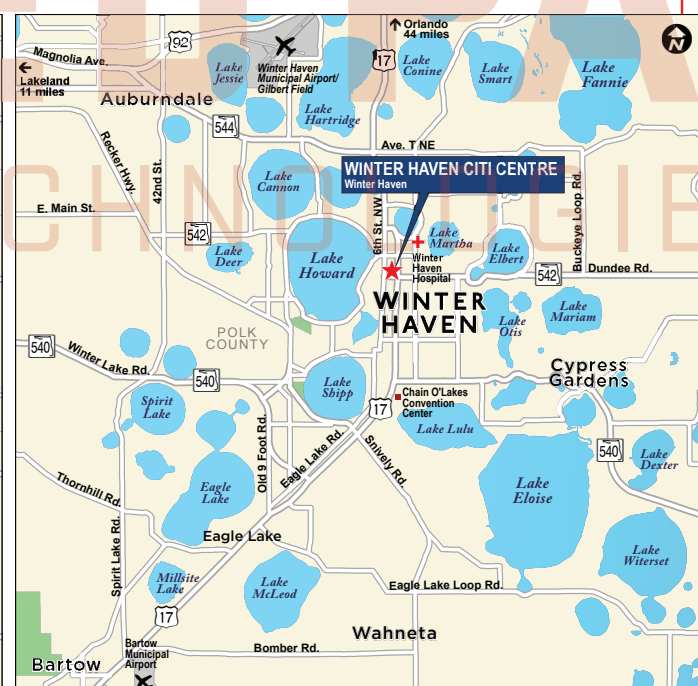 Orlando
44 miles
N
92
17
Magnolia Ave.
Lakeland
11 miles
Lake
Jessie
Winter Haven
Municipal Airport/
Gilbert Field
Lake
Conine
Lake
Smart
Lake
Fannie
Auburndale
Lake
Hartridge
544
Ave. T NE
Recker Hwy.
42nd St.
WINTER HAVEN CITI CENTRE
Winter Haven
Lake
Cannon
6th St. NW
Buckeye Loop Rd.
E. Main St.
542
Lake
Deer
Lake
Howard
Lake
Martha
Winter
Haven
Hospital
Lake
Elbert
542
Dundee Rd.
WINTER
HAVEN
Lake
Otis
Lake
Mariam
POLK
COUNTY
540
Winter Lake Rd.
540
Cypress
Gardens
Spirit
Lake
Lake
Shipp
17
Chain O'Lakes
Convention
Center
Lake Lulu
Old 9 Foot Rd.
Eagle Lake Rd.
Snively Rd.
540
Lake
Dexter
Thornhill Rd.
Eagle
Lake
Lake
Eloise
Spirit Lake Rd.
Eagle Lake
Lake
Witerset
Millsite
Lake
Lake
McLeod
Eagle Lake Loop Rd.
17
Wahneta
Bartow
Municipal
Airport
Bomber Rd.
Bartow